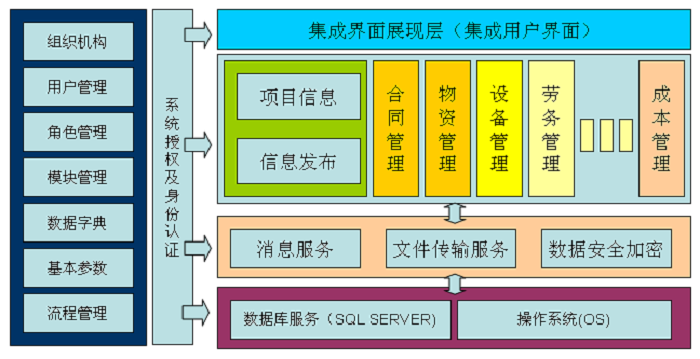 组织机构
用户管理
角色管理
模块管理
数据字典
基本参数
流程管理
系统授权及身份认证
集成界面展现层（集成用户界面）
项目信息
信息发布
合同管理
物资管理
设备管理
劳务管理
成本管理
消息服务
文件传输服务
数据安全加密
数据库服务（SQL SERVER)
操作系统(OS)